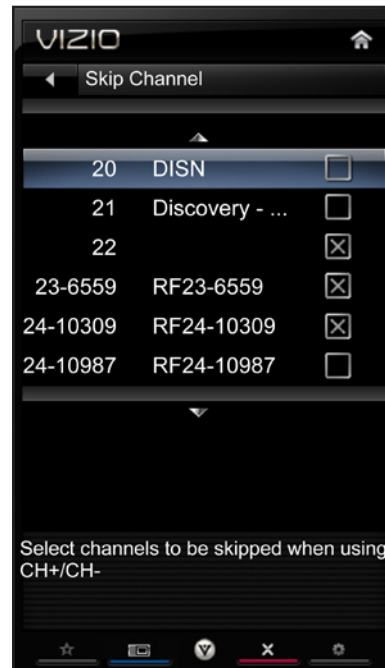 VIZIO
Skip Channel
20 DISN
21 Discovery - ...
22
23-6559 RF23-6559
24-10309 RF24-10309
24-10987 RF24-10987
Select channels to be skipped when using
CH+/CH-